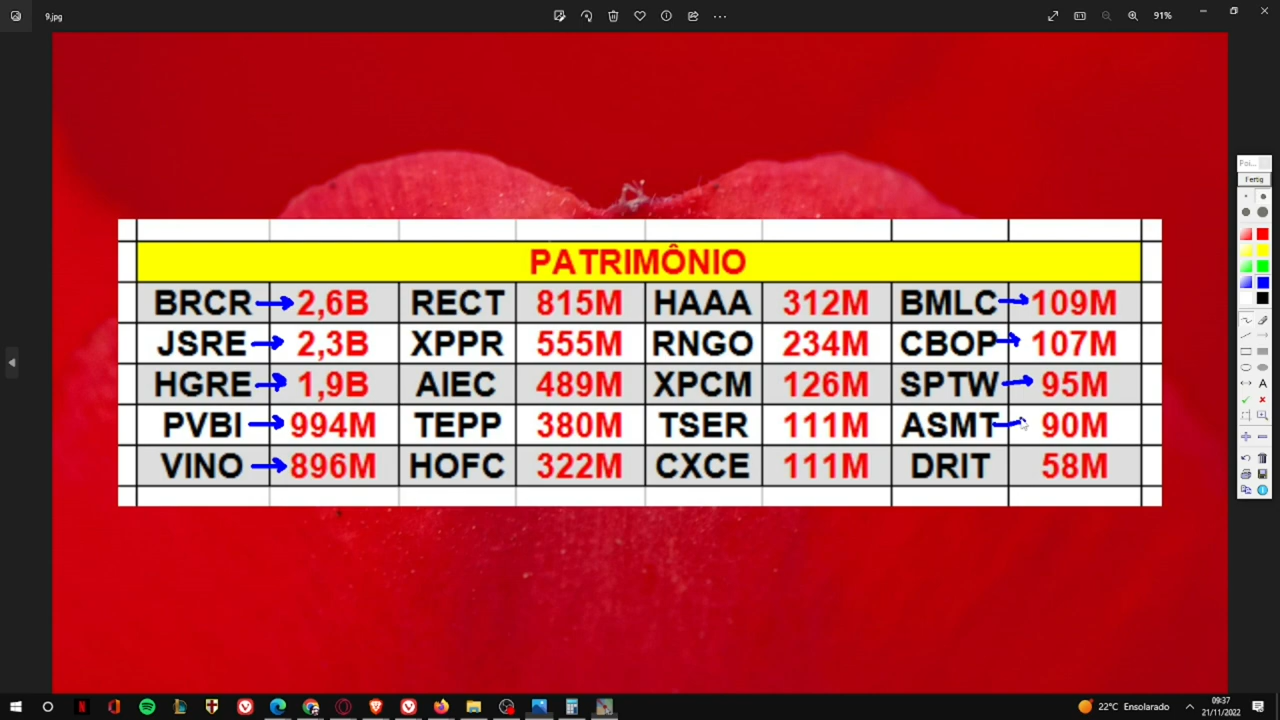 9.jpg
91%
Poi...
Fertig
PATRIMÔNIO
BRCR 2,6B RECT 815M HAAA 312M BMLC 109M
JSRE 2,3B XPPR 555M RNGO 234M CBOP 107M
HGRE 1,9B AIEC 489M XPCM 126M SPTW 95M
PVBI 994M TEPP 380M TSER 111M ASMT 90M
VINO 896M HOFC 322M CXCE 111M DRIT 58M
22°C Ensolarado
09:37
21/11/2022